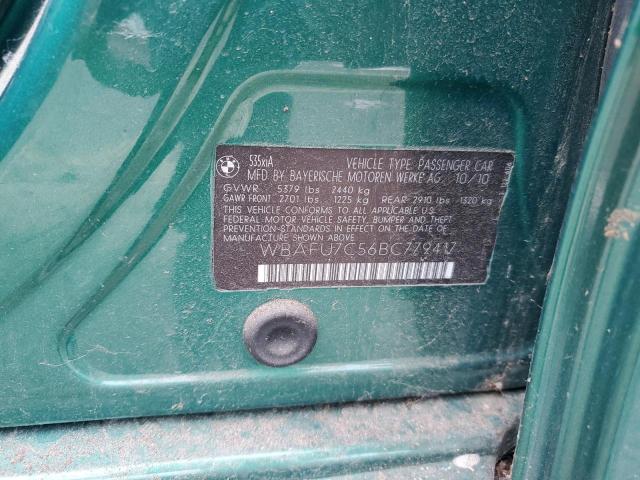 BMW
535xiA VEHICLE TYPE PASSENGER CAR
MFD BY BAYERISCHE MOTOREN WERKE AG 10/10
GVWR 5379 lbs 2440 kg
GAWR FRONT 2701 lbs 1225 kg REAR 2910 lbs 1320 kg
THIS VEHICLE CONFORMS TO ALL APPLICABLE U.S.
FEDERAL MOTOR VEHICLE SAFETY, BUMPER AND THEFT
PREVENTION STANDARDS IN EFFECT ON THE DATE OF
MANUFACTURE SHOWN ABOVE.
WBAFU7C56BC779417